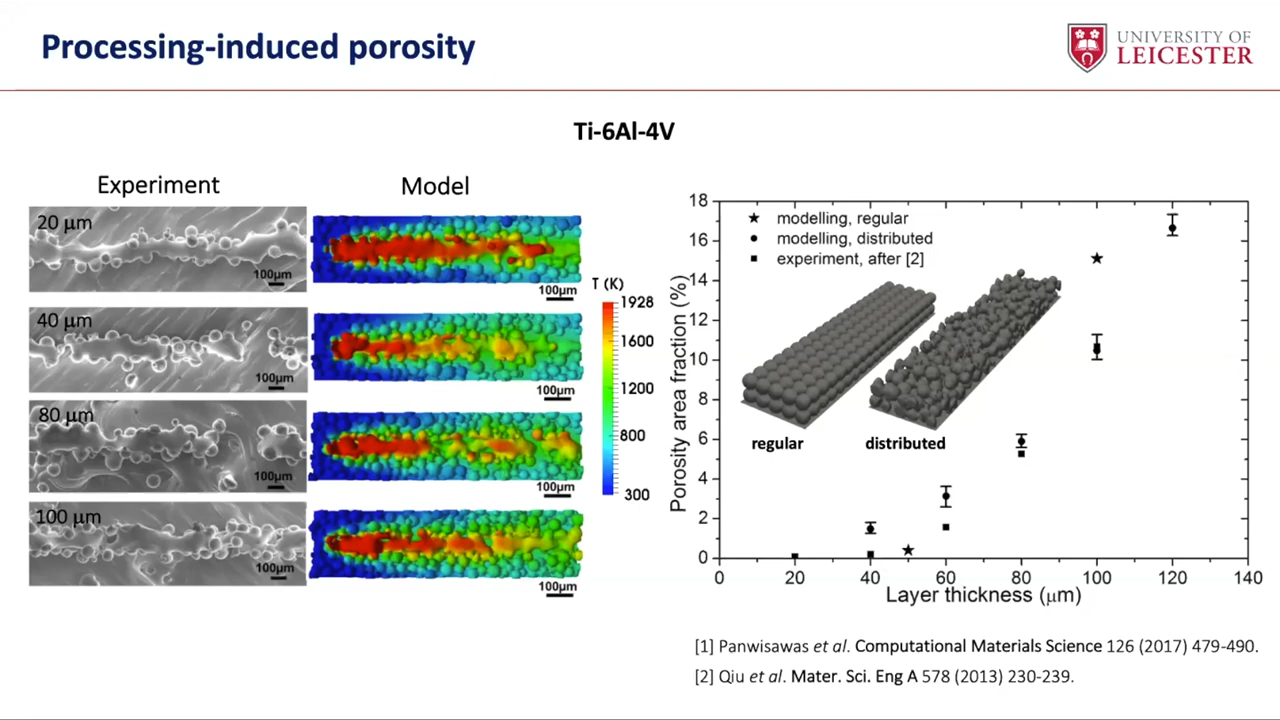 Processing-induced porosity
UNIVERSITY OF
LEICESTER
Ti-6Al-4V
Experiment
Model
20 μm
100μm
100μm
40 μm
100μm
100μm
80 μm
100μm
100μm
100 μm
100μm
100μm
T (K)
1928
1600
1200
800
300
Porosity area fraction (%)
18
16
14
12
10
8
6
4
2
0
modelling, regular
modelling, distributed
experiment, after [2]
regular
distributed
0 20 40 60 80 100 120 140
Layer thickness (μm)
[1] Panwisawas et al. Computational Materials Science 126 (2017) 479-490.
[2] Qiu et al. Mater. Sci. Eng A 578 (2013) 230-239.